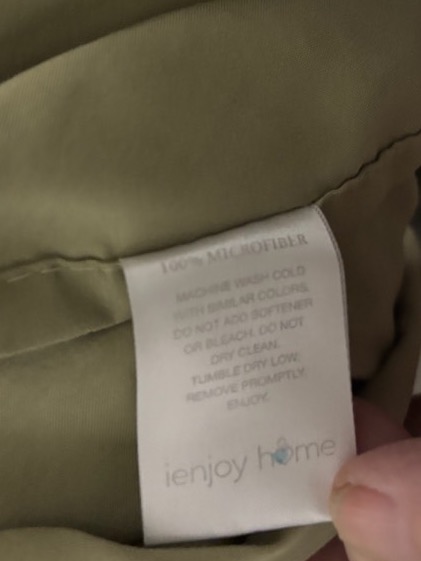 100% MICROFIBER
MACHINE WASH COLD
WITH SIMILAR COLORS.
DO NOT ADD SOFTENER
OR BLEACH. DO NOT
DRY CLEAN.
TUMBLE DRY LOW.
REMOVE PROMPTLY.
ENJOY.
ienjoy home